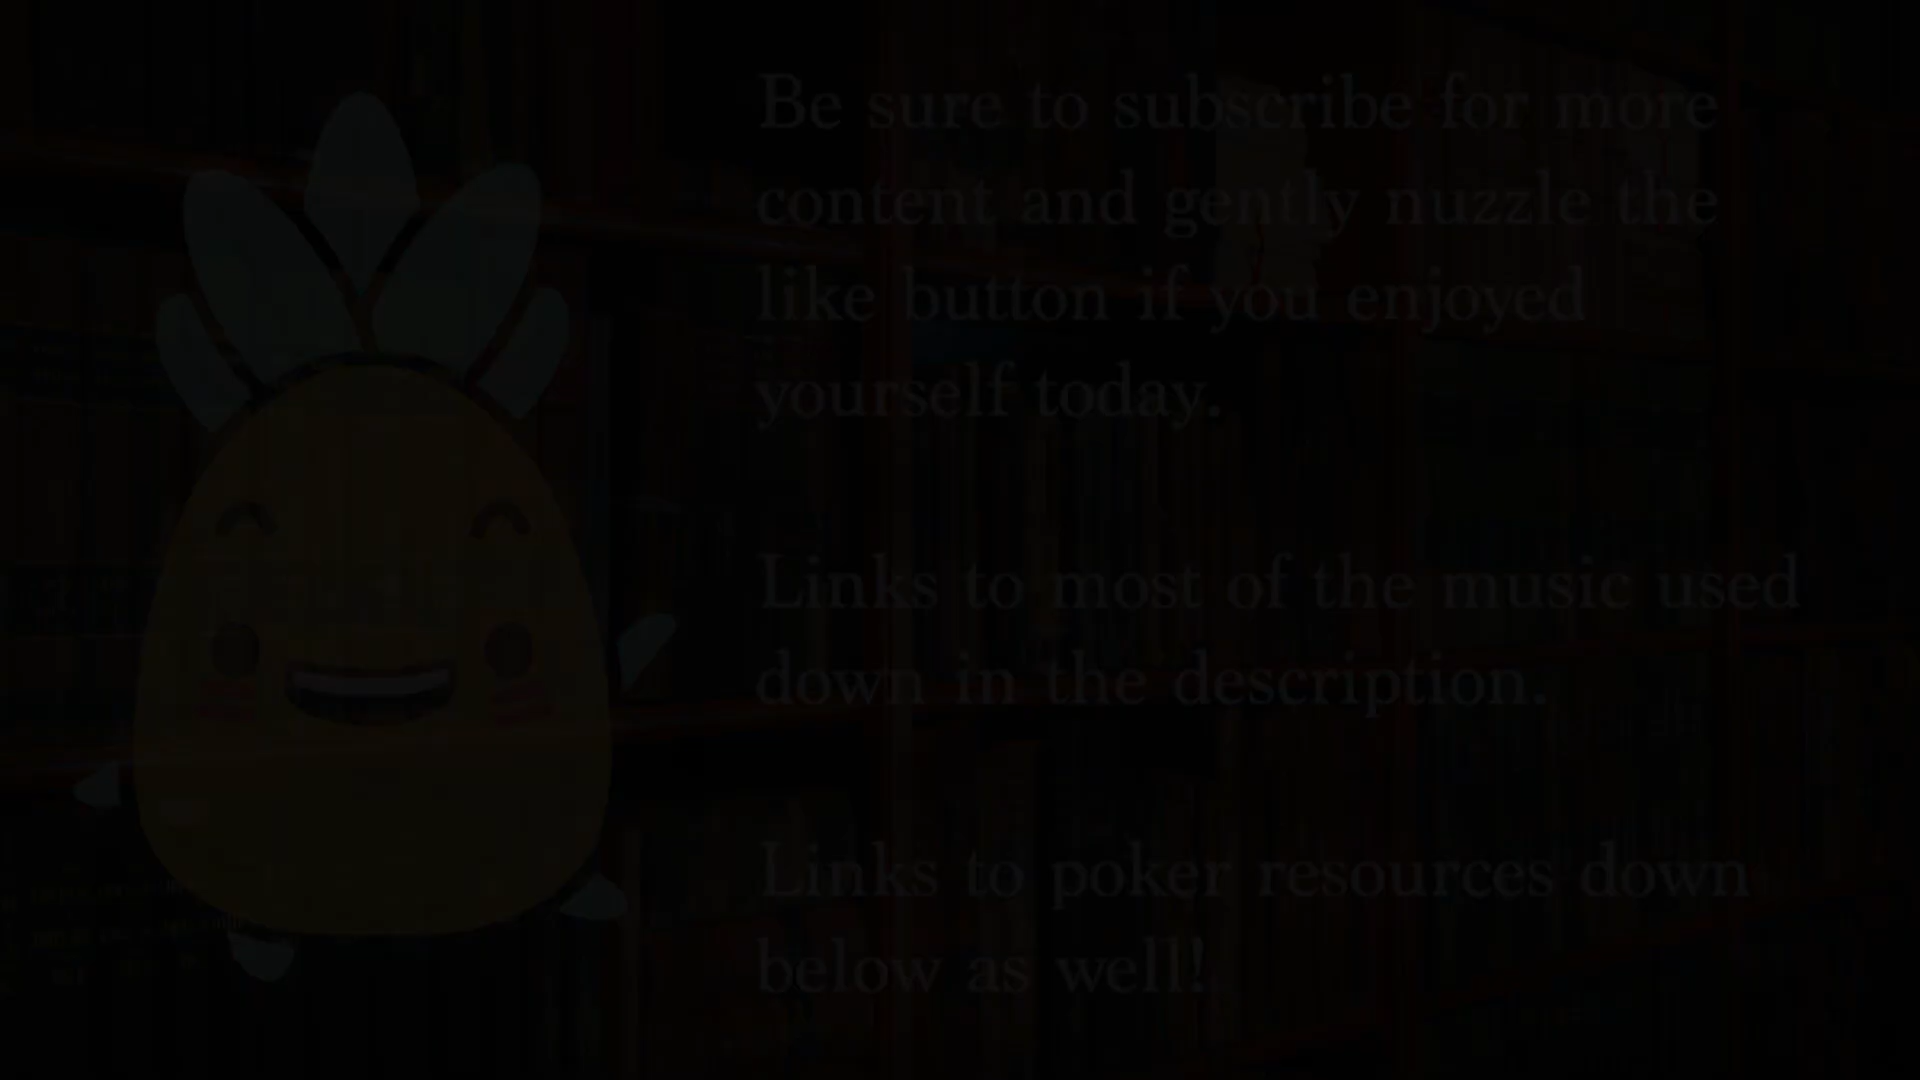 Be sure to subscribe for more
content and gently nuzzle the
like button if you enjoyed
yourself today.
Links to most of the music used
down in the description.
Links to poker resources down
below as well!